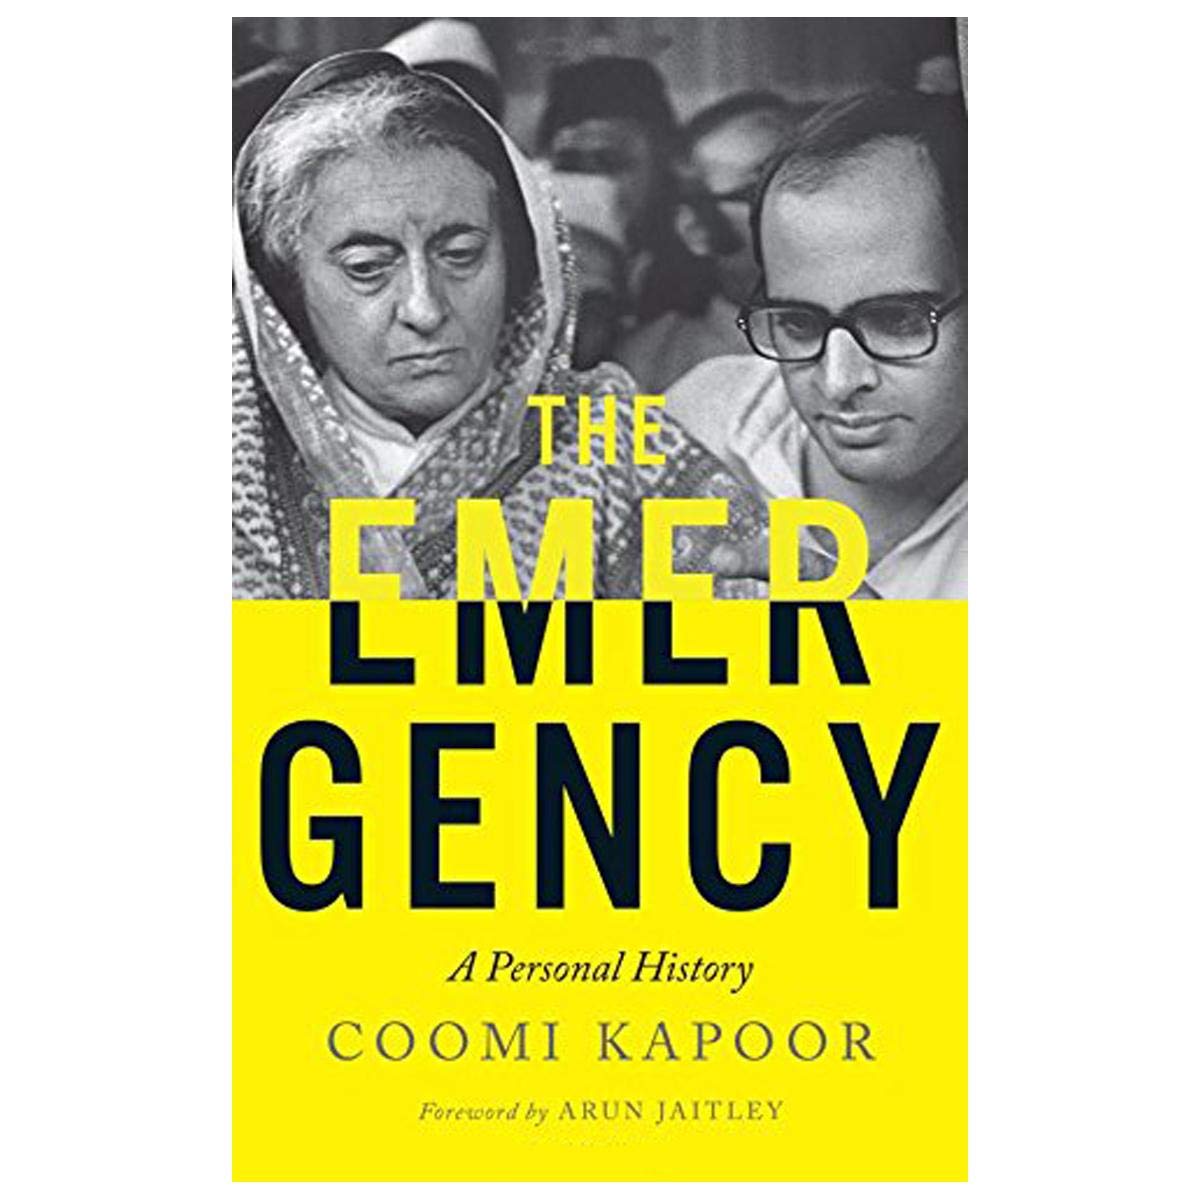 THE
EMER
GENCY
A Personal History
COOMI KAPOOR
Foreword by ARUN JAITLEY